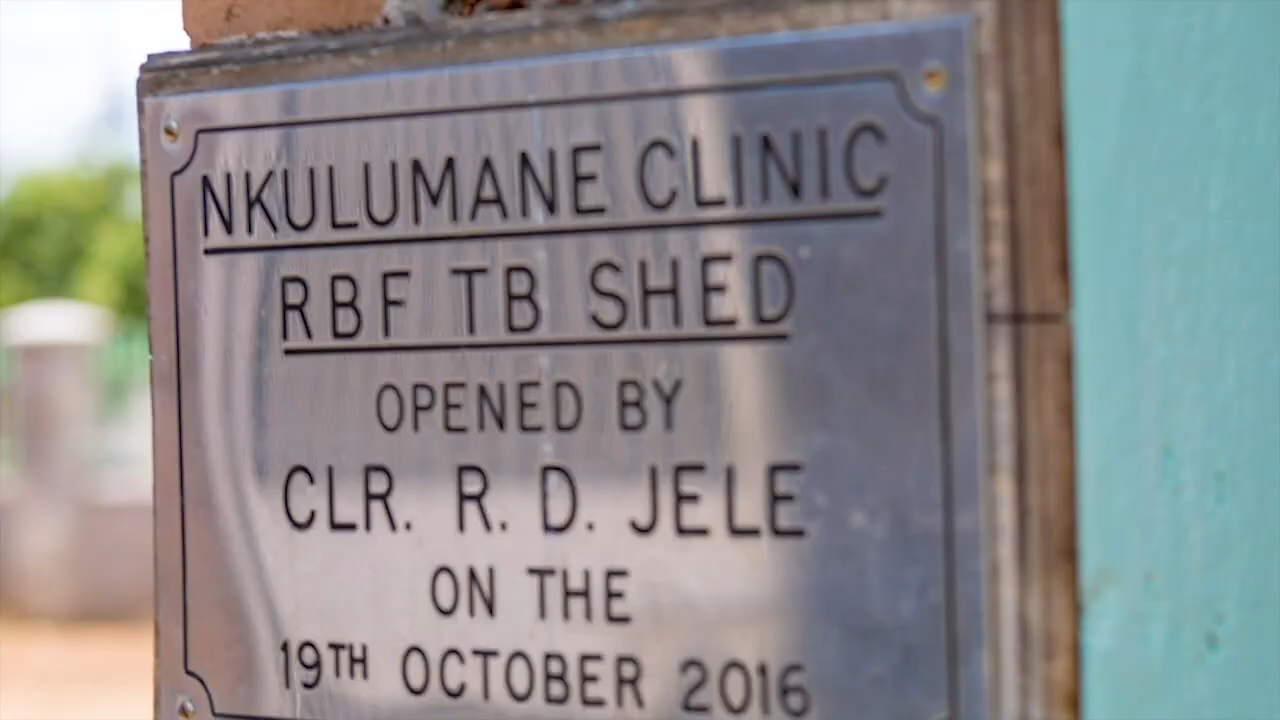 NKULUMANE CLINIC
RBF TB SHED
OPENED BY
CLR. R. D. JELE
ON THE
19TH OCTOBER 2016